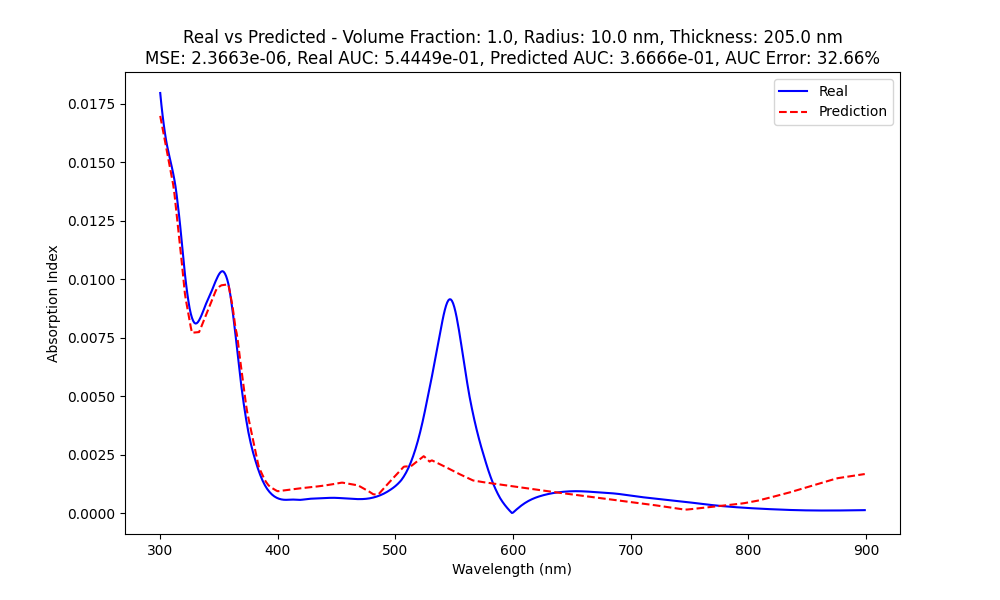 Real vs Predicted - Volume Fraction: 1.0, Radius: 10.0 nm, Thickness: 205.0 nm
MSE: 2.3663e-06, Real AUC: 5.4449e-01, Predicted AUC: 3.6666e-01, AUC Error: 32.66%
Real
Prediction
0.0175
0.0150
0.0125
0.0100
0.0075
0.0050
0.0025
0.0000
Absorption Index
300 400 500 600 700 800 900
Wavelength (nm)